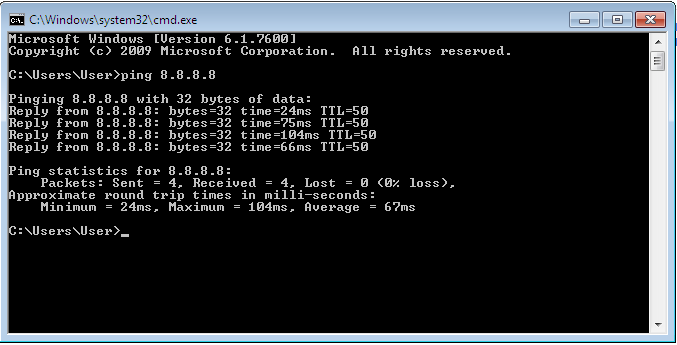 C:\Windows\system32\cmd.exe
Microsoft Windows [Version 6.1.7600]
Copyright (c) 2009 Microsoft Corporation.  All rights reserved.
C:\Users\User>ping 8.8.8.8
Pinging 8.8.8.8 with 32 bytes of data:
Reply from 8.8.8.8: bytes=32 time=24ms TTL=50
Reply from 8.8.8.8: bytes=32 time=75ms TTL=50
Reply from 8.8.8.8: bytes=32 time=104ms TTL=50
Reply from 8.8.8.8: bytes=32 time=66ms TTL=50
Ping statistics for 8.8.8.8:
    Packets: Sent = 4, Received = 4, Lost = 0 (0% loss),
Approximate round trip times in milli-seconds:
    Minimum = 24ms, Maximum = 104ms, Average = 67ms
C:\Users\User>_